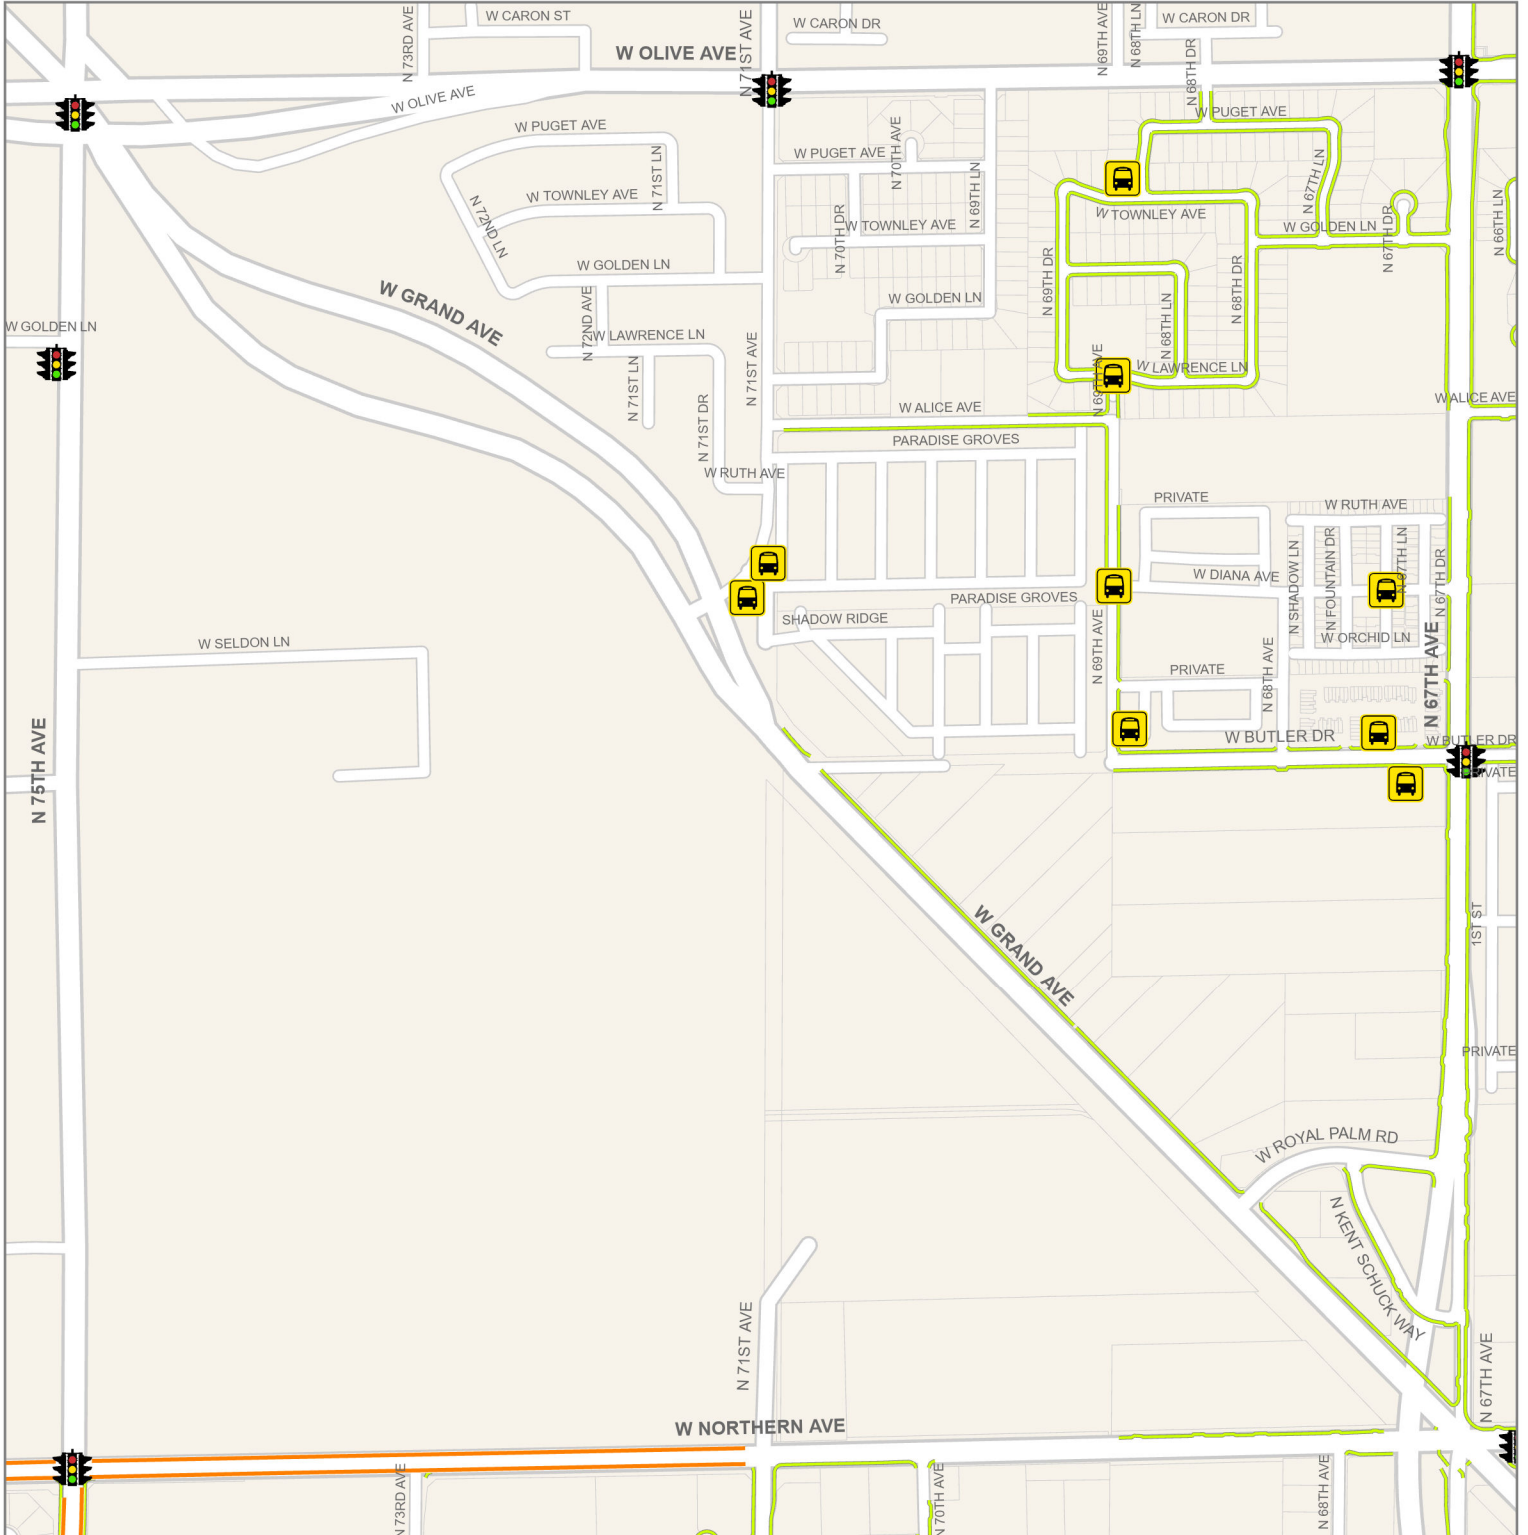 W CARON ST
N 73RD AVE
W OLIVE AVE
N 71ST AVE
W CARON DR
N 69TH AVE
N 68TH LN
W CARON DR
N 68TH DR
W OLIVE AVE
W PUGET AVE
N 71ST LN
W TOWNLEY AVE
N 72ND LN
W GOLDEN LN
W PUGET AVE
N 70TH AVE
N 69TH LN
N 70TH DR
W TOWNLEY AVE
W GOLDEN LN
W PUGET AVE
N 67TH LN
W TOWNLEY AVE
W GOLDEN LN
N 67TH DR
N 66TH LN
N 69TH DR
N 68TH DR
N 68TH LN
W GRAND AVE
W GOLDEN LN
N 72ND AVE
W LAWRENCE LN
N 71ST LN
N 71ST DR
N 71ST AVE
W LAWRENCE LN
N 69TH AVE
W ALICE AVE
W ALICE AVE
PARADISE GROVES
W RUTH AVE
PRIVATE
W RUTH AVE
N SHADOW LN
N FOUNTAIN DR
N 67TH LN
N 67TH DR
W DIANA AVE
PARADISE GROVES
SHADOW RIDGE
W ORCHID LN
N 69TH AVE
N 68TH AVE
PRIVATE
N 67TH AVE
W SELDON LN
N 75TH AVE
W BUTLER DR
W BUTLER DR
1ST ST
W GRAND AVE
PRIVATE
W ROYAL PALM RD
N KENT SCHUCK WAY
N 71ST AVE
N 67TH AVE
W NORTHERN AVE
N 73RD AVE
N 70TH AVE
N 68TH AVE